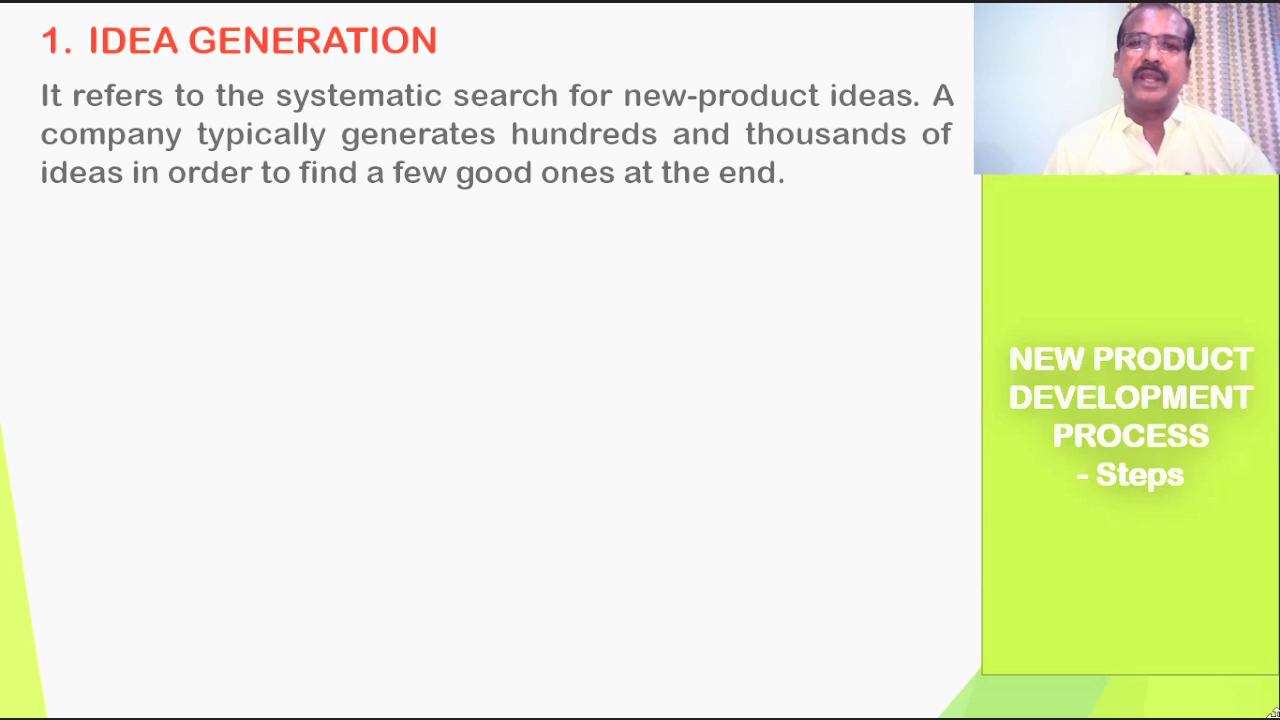 1. IDEA GENERATION
It refers to the systematic search for new-product ideas. A
company typically generates hundreds and thousands of
ideas in order to find a few good ones at the end.
NEW PRODUCT
DEVELOPMENT
PROCESS
- Steps